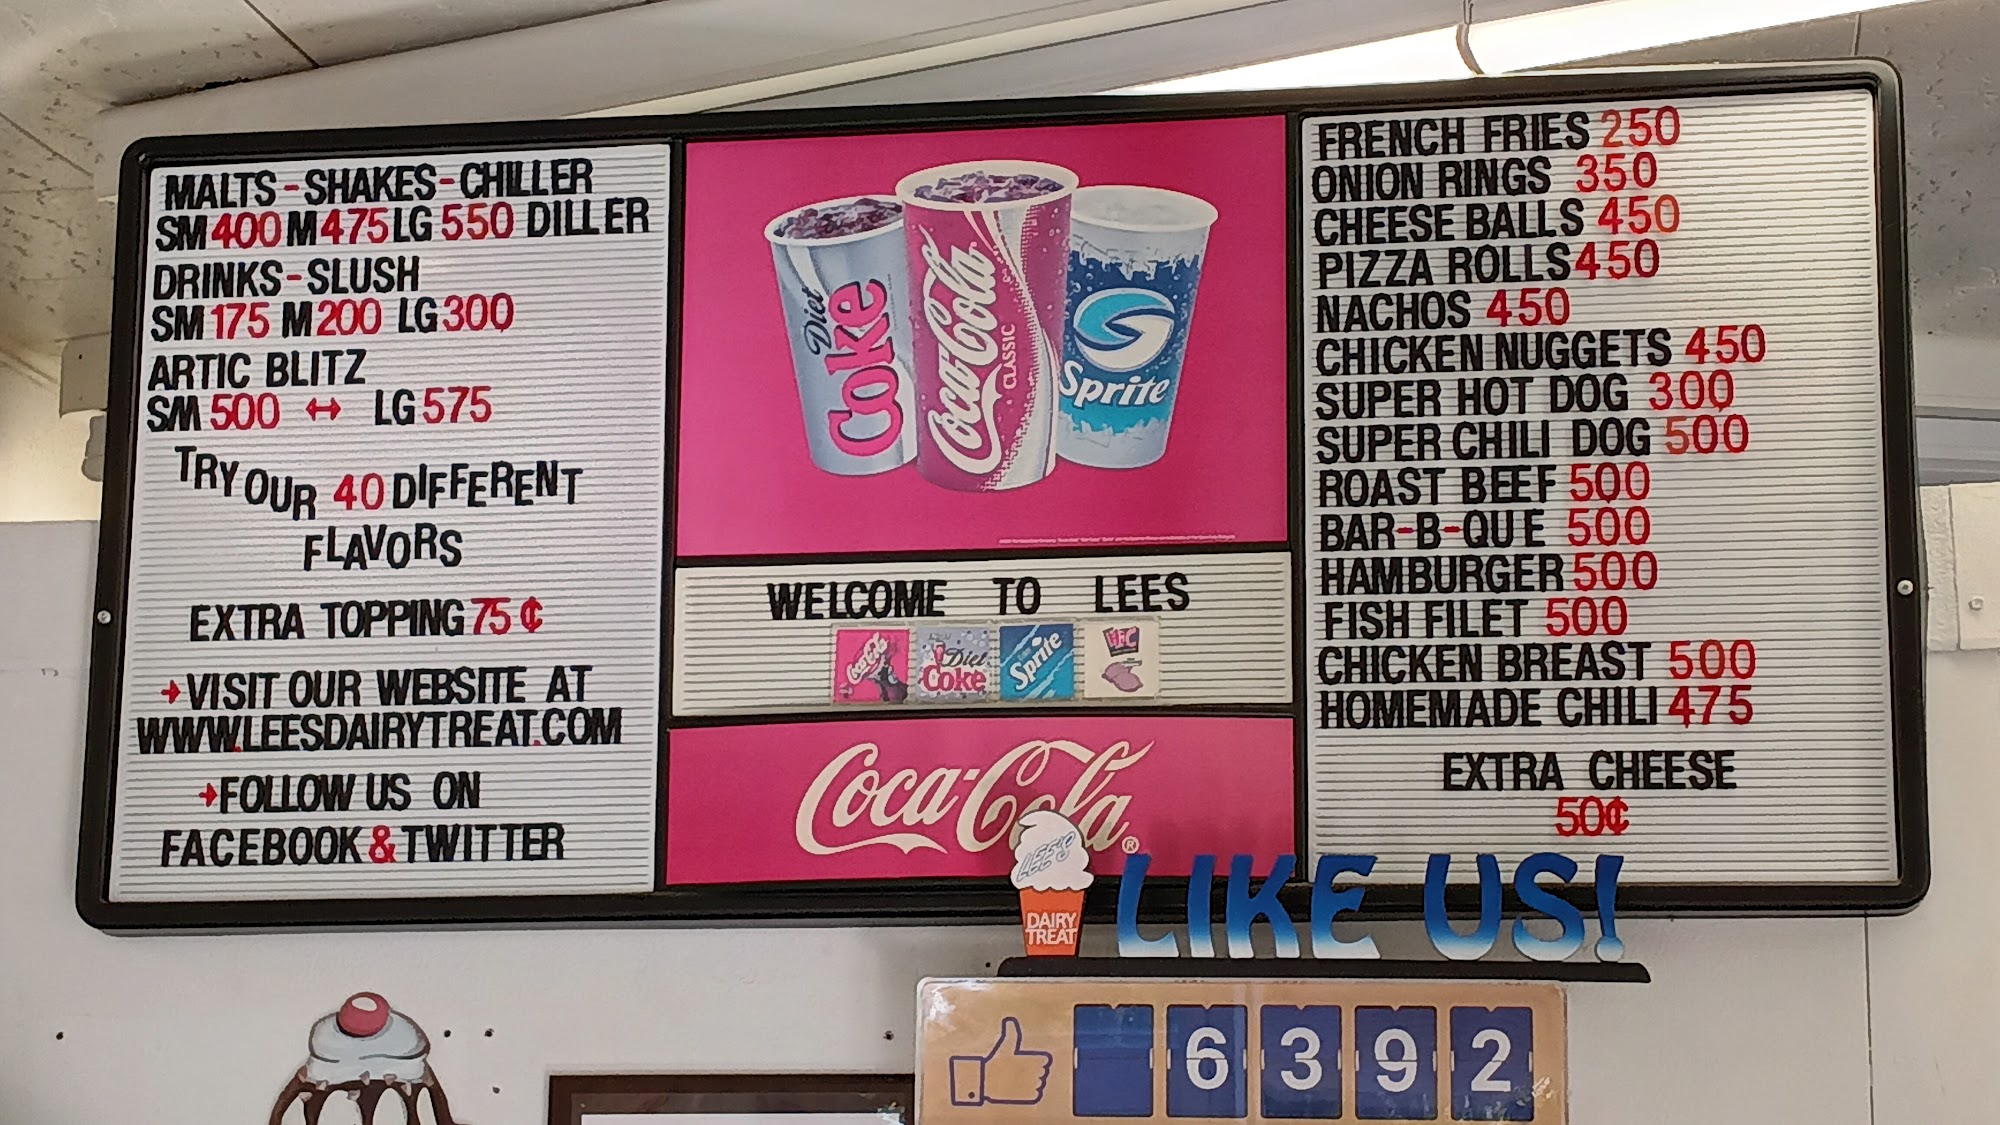 MALTS-SHAKES-CHILLER
SM 400 M 475 LG 550 DILLER
DRINKS-SLUSH
SM 175 M 200 LG 300
ARTIC BLITZ
SM 500 ↔ LG 575
TRY OUR 40 DIFFERENT
FLAVORS
EXTRA TOPPING 75¢
→VISIT OUR WEBSITE AT
WWW.LEESDAIRYTREAT.COM
→FOLLOW US ON
FACEBOOK & TWITTER
Diet Coke
Coca-Cola CLASSIC
Sprite
WELCOME TO LEES
Coca-Cola
Diet Coke
Sprite
Coca-Cola®
FRENCH FRIES 250
ONION RINGS 350
CHEESE BALLS 450
PIZZA ROLLS 450
NACHOS 450
CHICKEN NUGGETS 450
SUPER HOT DOG 300
SUPER CHILI DOG 500
ROAST BEEF 500
BAR-B-QUE 500
HAMBURGER 500
FISH FILET 500
CHICKEN BREAST 500
HOMEMADE CHILI 475
EXTRA CHEESE
50¢
LEE'S
DAIRY
TREAT
LIKE US!
6392